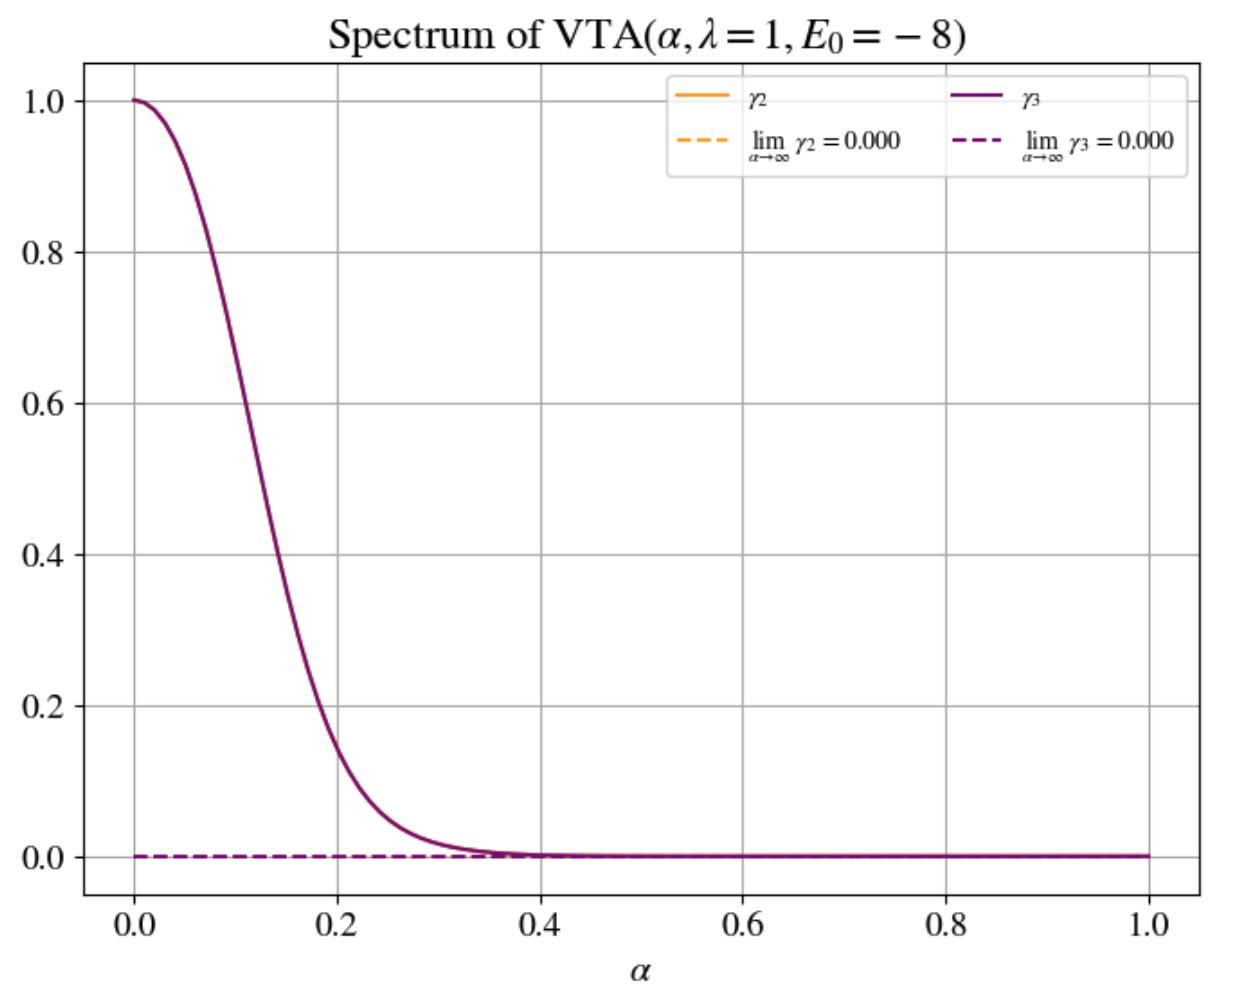 Spectrum of VTA(α, λ = 1, E₀ = − 8)
γ₂
γ₃
lim γ₂ = 0.000
α→∞
lim γ₃ = 0.000
α→∞
1.0
0.8
0.6
0.4
0.2
0.0
0.0 0.2 0.4 0.6 0.8 1.0
α